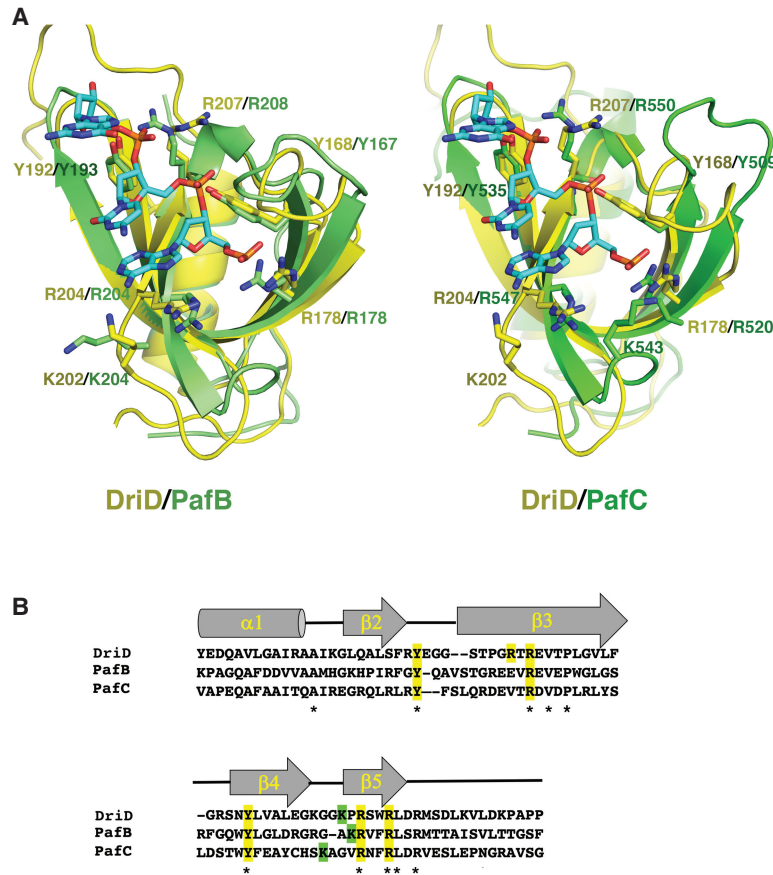 A
R207/R208
Y168/Y167
Y192/Y193
R204/R204
R178/R178
K202/K204
DriD/PafB
R207/R550
Y168/Y509
Y192/Y535
R204/R547
R178/R520
K543
K202
DriD/PafC
B
α1 β2 β3
DriD YEDQAVLGAIRAAIKGLQALSFRYEGG--STPGRTREVTPLGVLF
PafB KPAGQAFDDVVAAMHGKHPIRFGY-QAVSTGREEVREVEPWGLGS
PafC VAPEQAFAAITQAIREGRQLRLRY--FSLQRDEVTRDVDPLRLYS
* * * * *
β4 β5
DriD -GRSNYLVALEGKGGKPRSWRLDRMSDLKVLDKPAPP
PafB RFGQWYLGLDRGRG-AKRVFRLSRMTTAISVLTTGSF
PafC LDSTWYFEAYCHSKAGVRNFRLDRVESLEPNGRAVSG
* * ** *